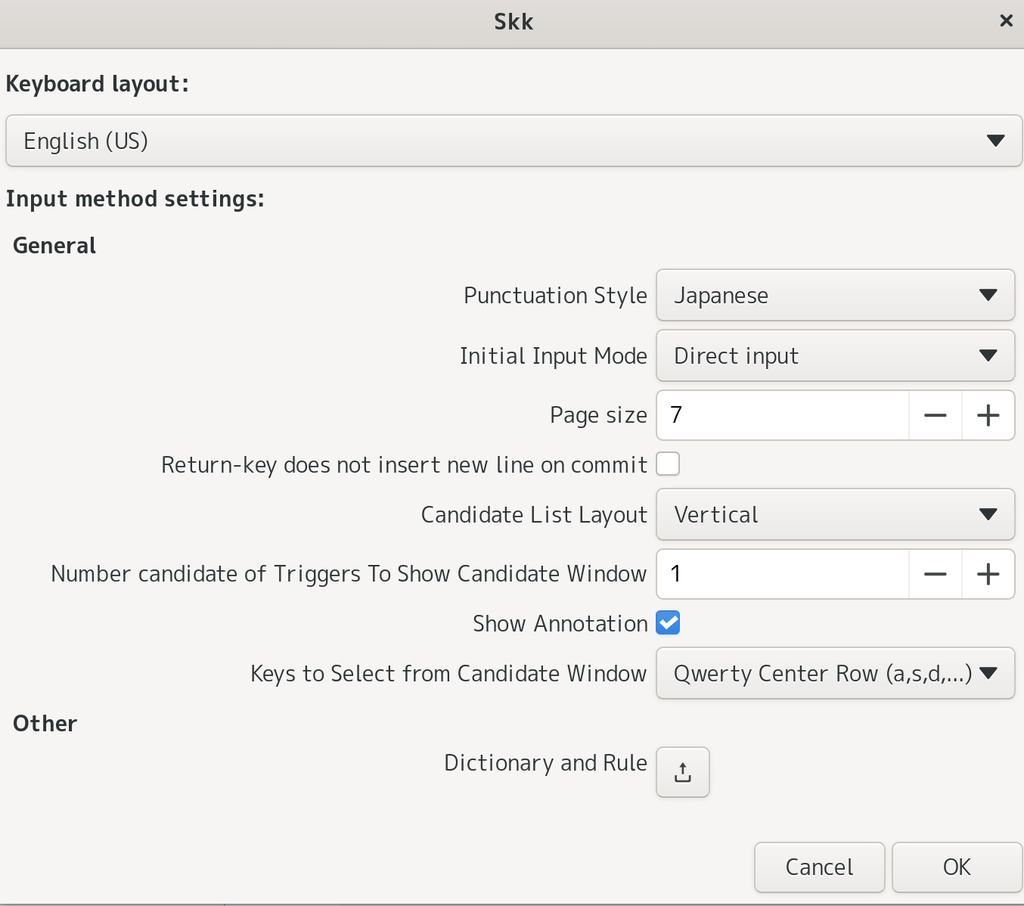 Skk
Keyboard layout:
English (US)
Input method settings:
General
Punctuation Style Japanese
Initial Input Mode Direct input
Page size 7
Return-key does not insert new line on commit
Candidate List Layout Vertical
Number candidate of Triggers To Show Candidate Window 1
Show Annotation
Keys to Select from Candidate Window Qwerty Center Row (a,s,d,...)
Other
Dictionary and Rule
Cancel OK